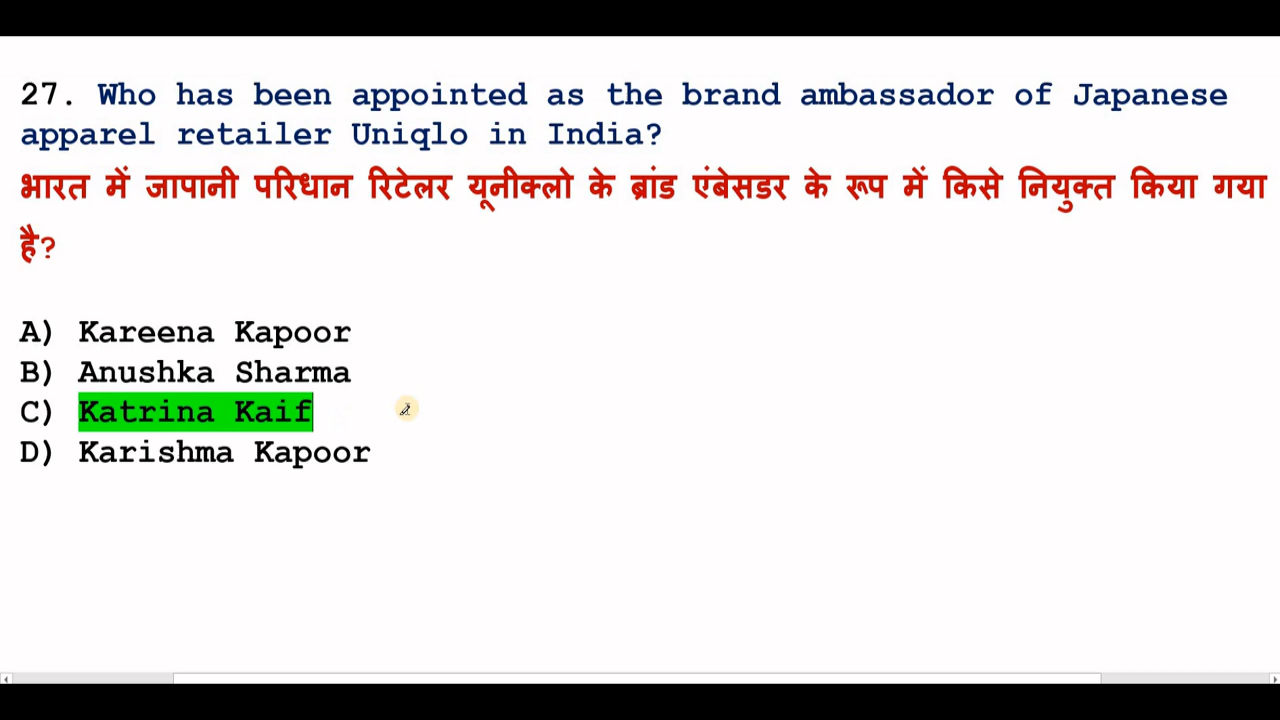 27. Who has been appointed as the brand ambassador of Japanese
apparel retailer Uniqlo in India?
भारत में जापानी परिधान रिटेलर यूनीक्लो के ब्रांड एंबेसडर के रूप में किसे नियुक्त किया गया
है?
A) Kareena Kapoor
B) Anushka Sharma
C) Katrina Kaif
D) Karishma Kapoor